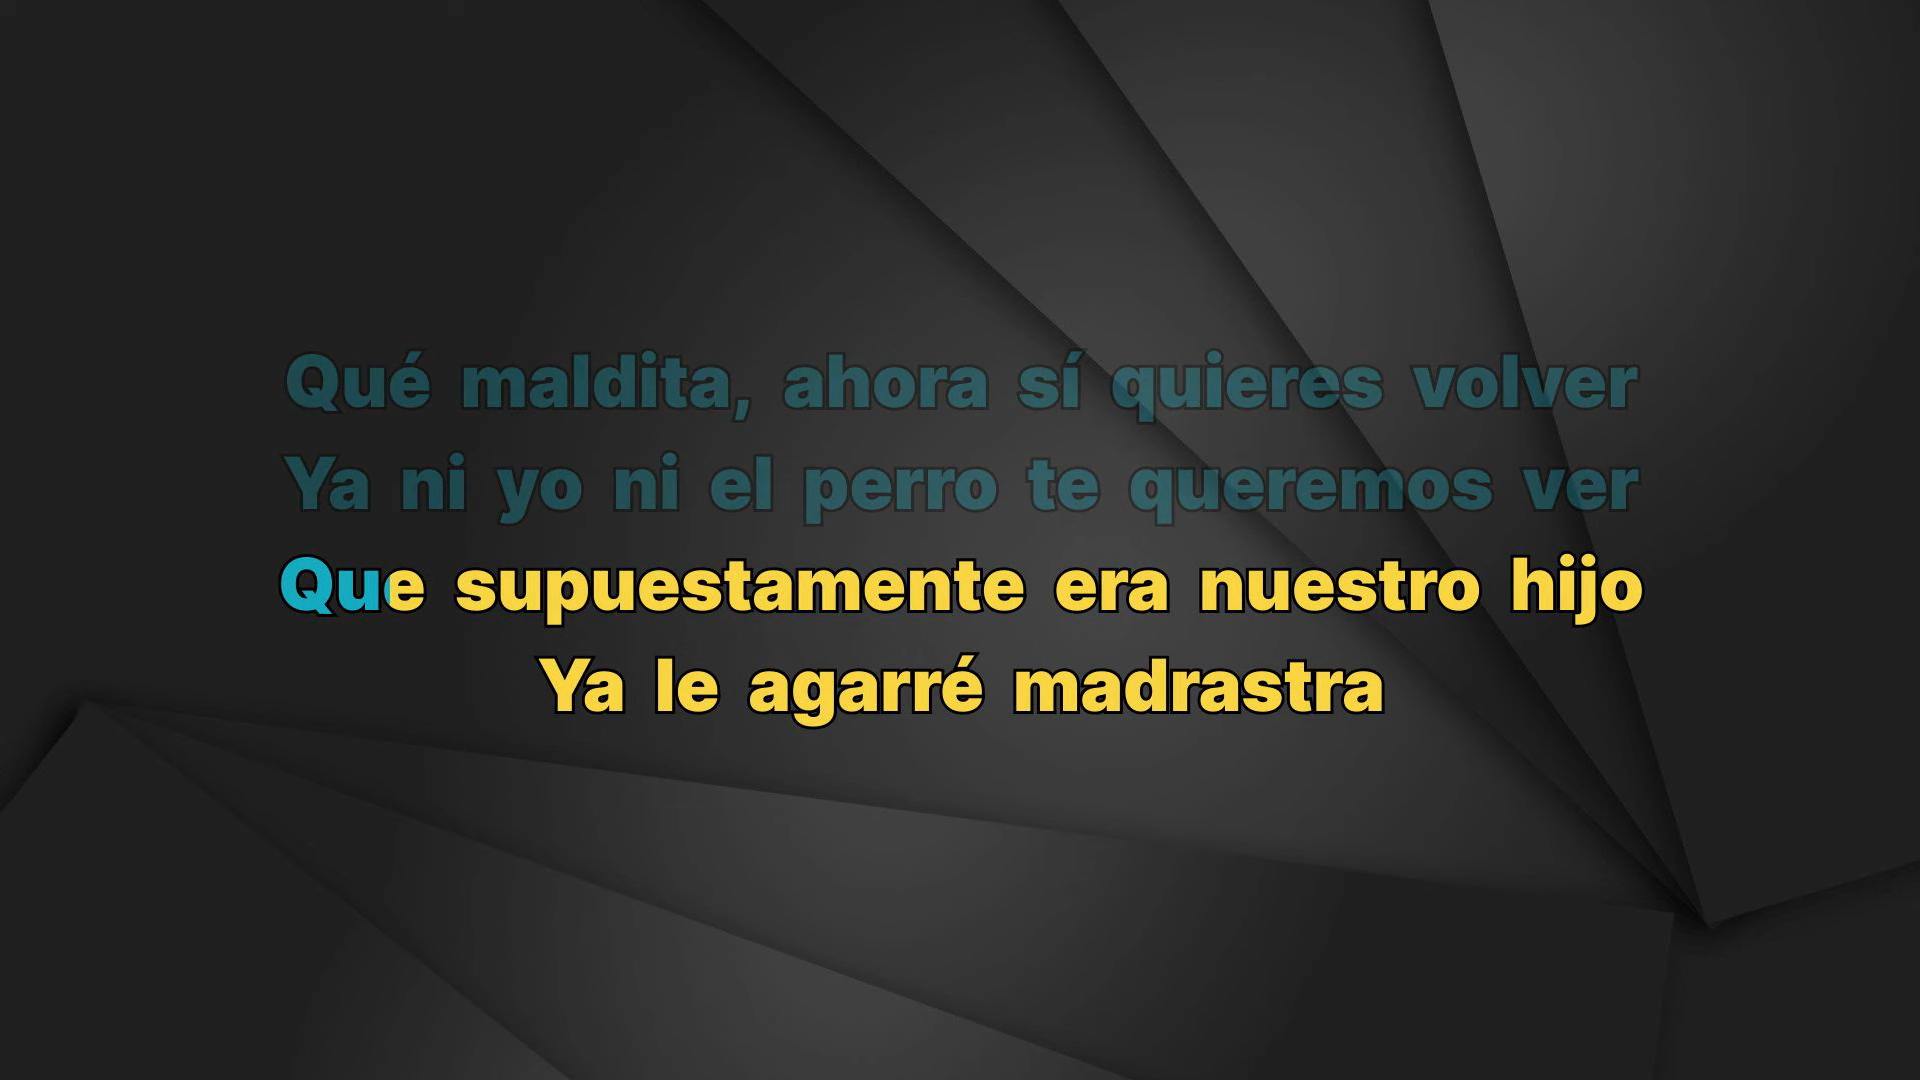 Qué maldita, ahora sí quieres volver
Ya ni yo ni el perro te queremos ver
Que supuestamente era nuestro hijo
Ya le agarré madrastra